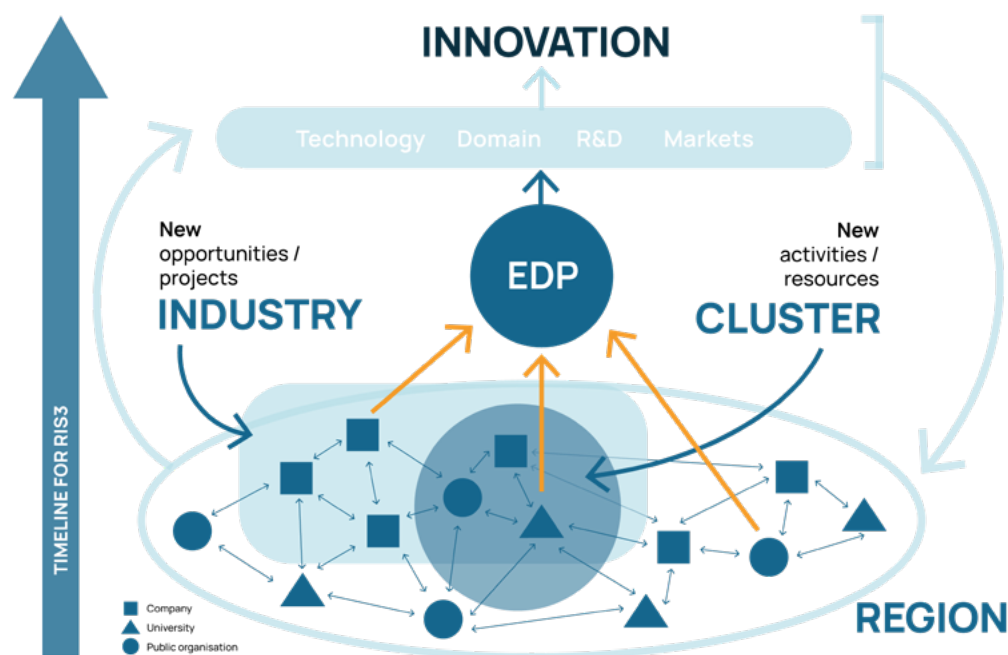 INNOVATION
Technology Domain R&D Markets
New
opportunities /
projects
INDUSTRY
EDP
New
activities /
resources
CLUSTER
TIMELINE FOR RIS3
Company
University
Public organisation
REGION